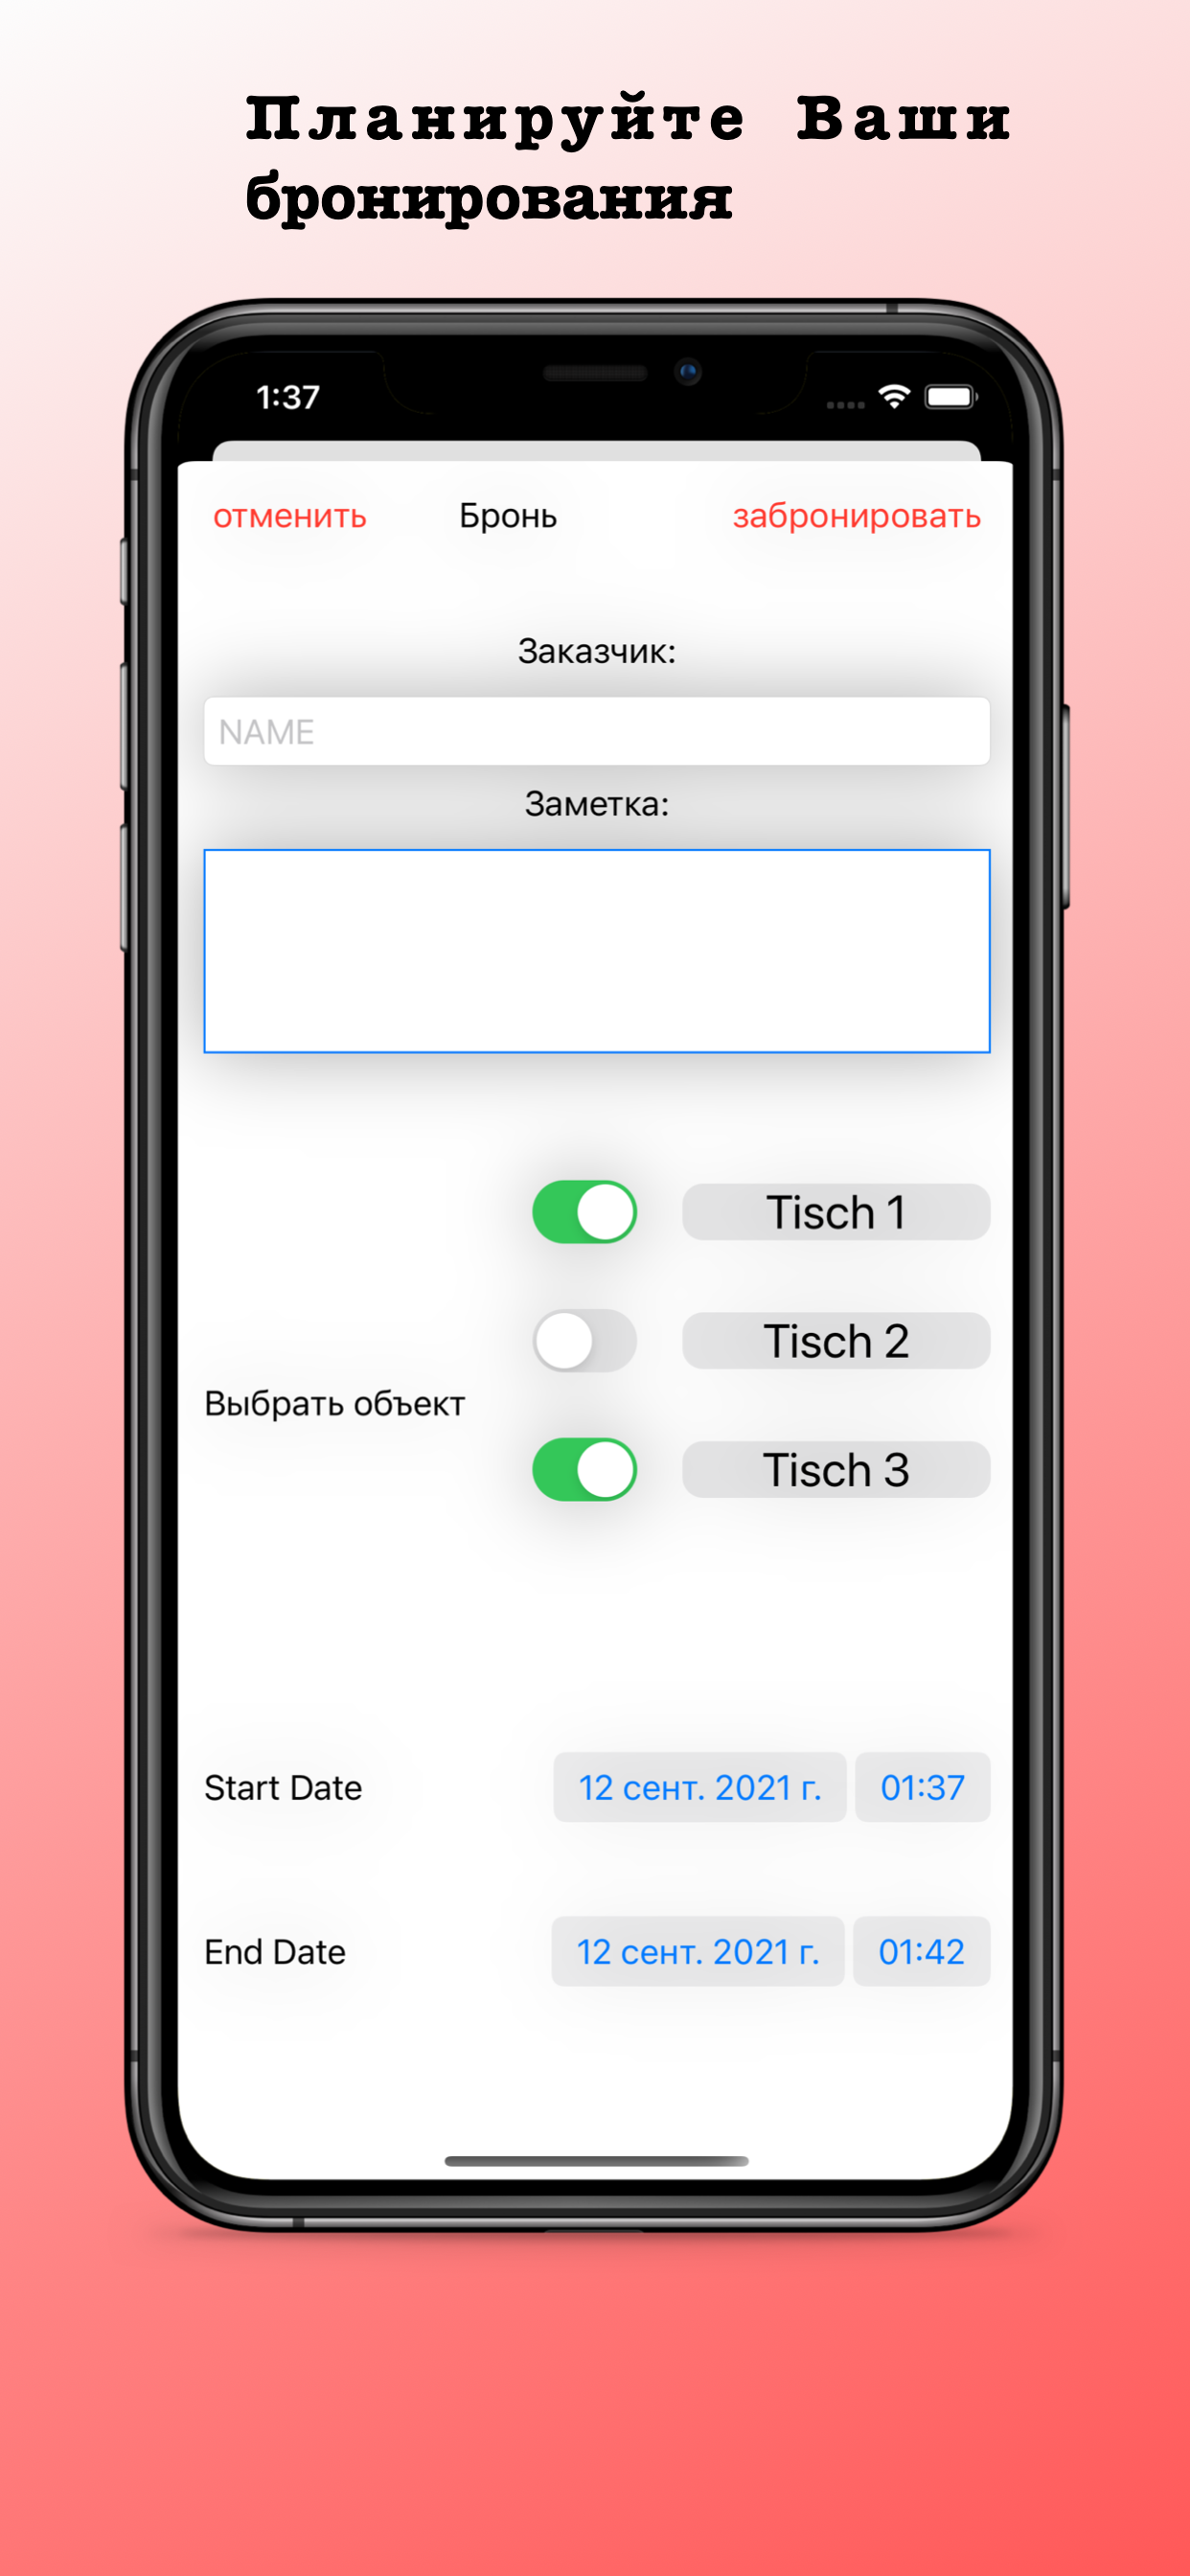 Планируйте Ваши
бронирования
1:37
отменить Бронь забронировать
Заказчик:
NAME
Заметка:
Tisch 1
Tisch 2
Выбрать объект
Tisch 3
Start Date 12 сент. 2021 г. 01:37
End Date 12 сент. 2021 г. 01:42